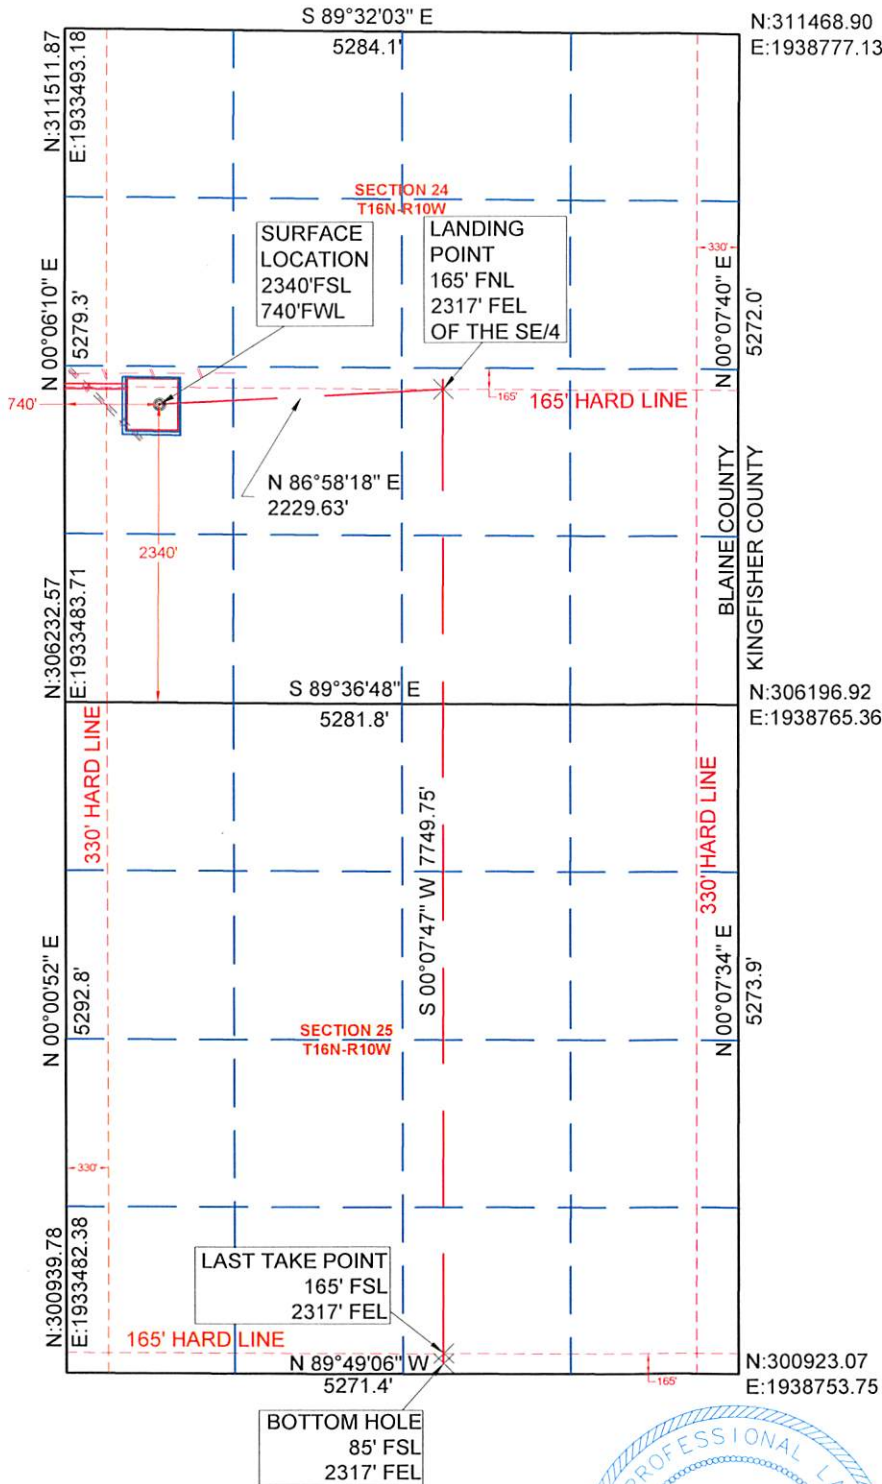 S 89°32'03" E
5284.1'
N:311468.90
E:1938777.13
N:311511.87
E:1933493.18
SECTION 24
T16N-R10W
SURFACE
LOCATION
2340'FSL
740'FWL
LANDING
POINT
165' FNL
2317' FEL
OF THE SE/4
330'
N 00°06'10" E
5279.3'
N 00°07'40" E
5272.0'
740'
165'
165' HARD LINE
N 86°58'18" E
2229.63'
2340'
BLAINE COUNTY
KINGFISHER COUNTY
N:306232.57
E:1933483.71
S 89°36'48" E
5281.8'
N:306196.92
E:1938765.36
330' HARD LINE
S 00°07'47" W 7749.75'
330' HARD LINE
N 00°00'52" E
5292.8'
N 00°07'34" E
5273.9'
SECTION 25
T16N-R10W
330'
N:300939.78
E:1933482.38
LAST TAKE POINT
165' FSL
2317' FEL
165' HARD LINE
N 89°49'06" W
5271.4'
165'
N:300923.07
E:1938753.75
BOTTOM HOLE
85' FSL
2317' FEL
PROFESSIONAL